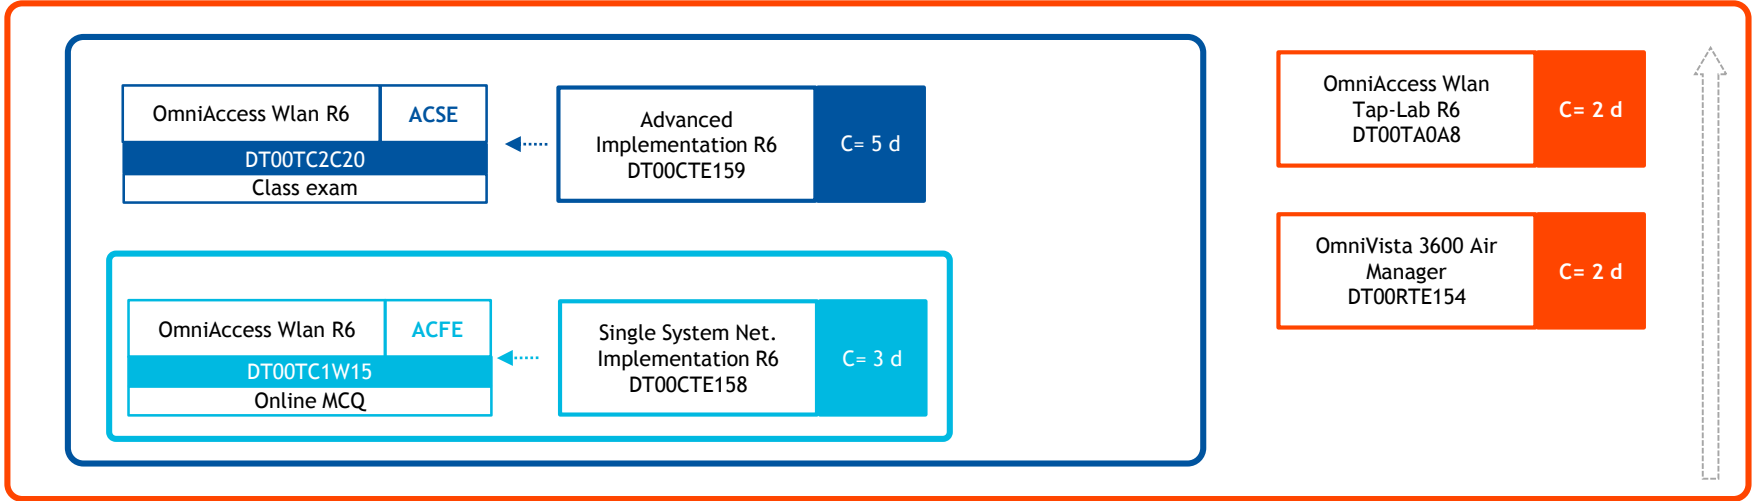 OmniAccess Wlan R6
ACSE
DT00TC2C20
Class exam
Advanced
Implementation R6
DT00CTE159
C= 5 d
OmniAccess Wlan
Tap-Lab R6
DT00TA0A8
C= 2 d
OmniVista 3600 Air
Manager
DT00RTE154
C= 2 d
OmniAccess Wlan R6
ACFE
DT00TC1W15
Online MCQ
Single System Net.
Implementation R6
DT00CTE158
C= 3 d